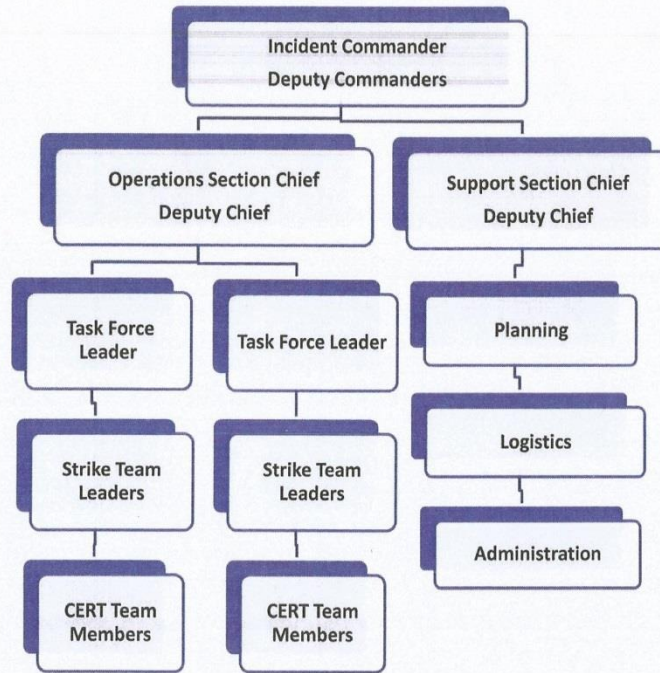 Incident Commander
Deputy Commanders
Operations Section Chief
Deputy Chief
Support Section Chief
Deputy Chief
Task Force
Leader
Task Force Leader
Planning
Strike Team
Leaders
Strike Team
Leaders
Logistics
CERT Team
Members
CERT Team
Members
Administration